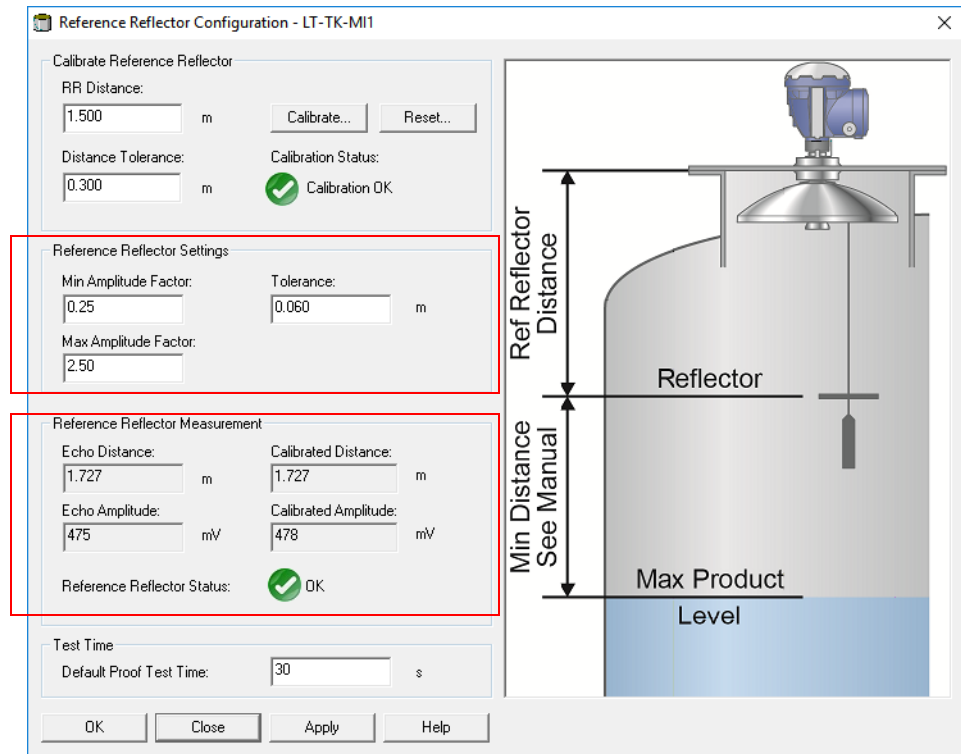 Reference Reflector Configuration - LT-TK-MI1
Calibrate Reference Reflector
RR Distance:
1.500 m
Calibrate... Reset...
Distance Tolerance:
0.300 m
Calibration Status:
Calibration OK
Reference Reflector Settings
Min Amplitude Factor:
0.25
Tolerance:
0.060 m
Max Amplitude Factor:
2.50
Reference Reflector Measurement
Echo Distance:
1.727 m
Calibrated Distance:
1.727 m
Echo Amplitude:
475 mV
Calibrated Amplitude:
478 mV
Reference Reflector Status: OK
Test Time
Default Proof Test Time: 30 s
OK Close Apply Help
Ref Reflector
Distance
Reflector
Min Distance
See Manual
Max Product
Level